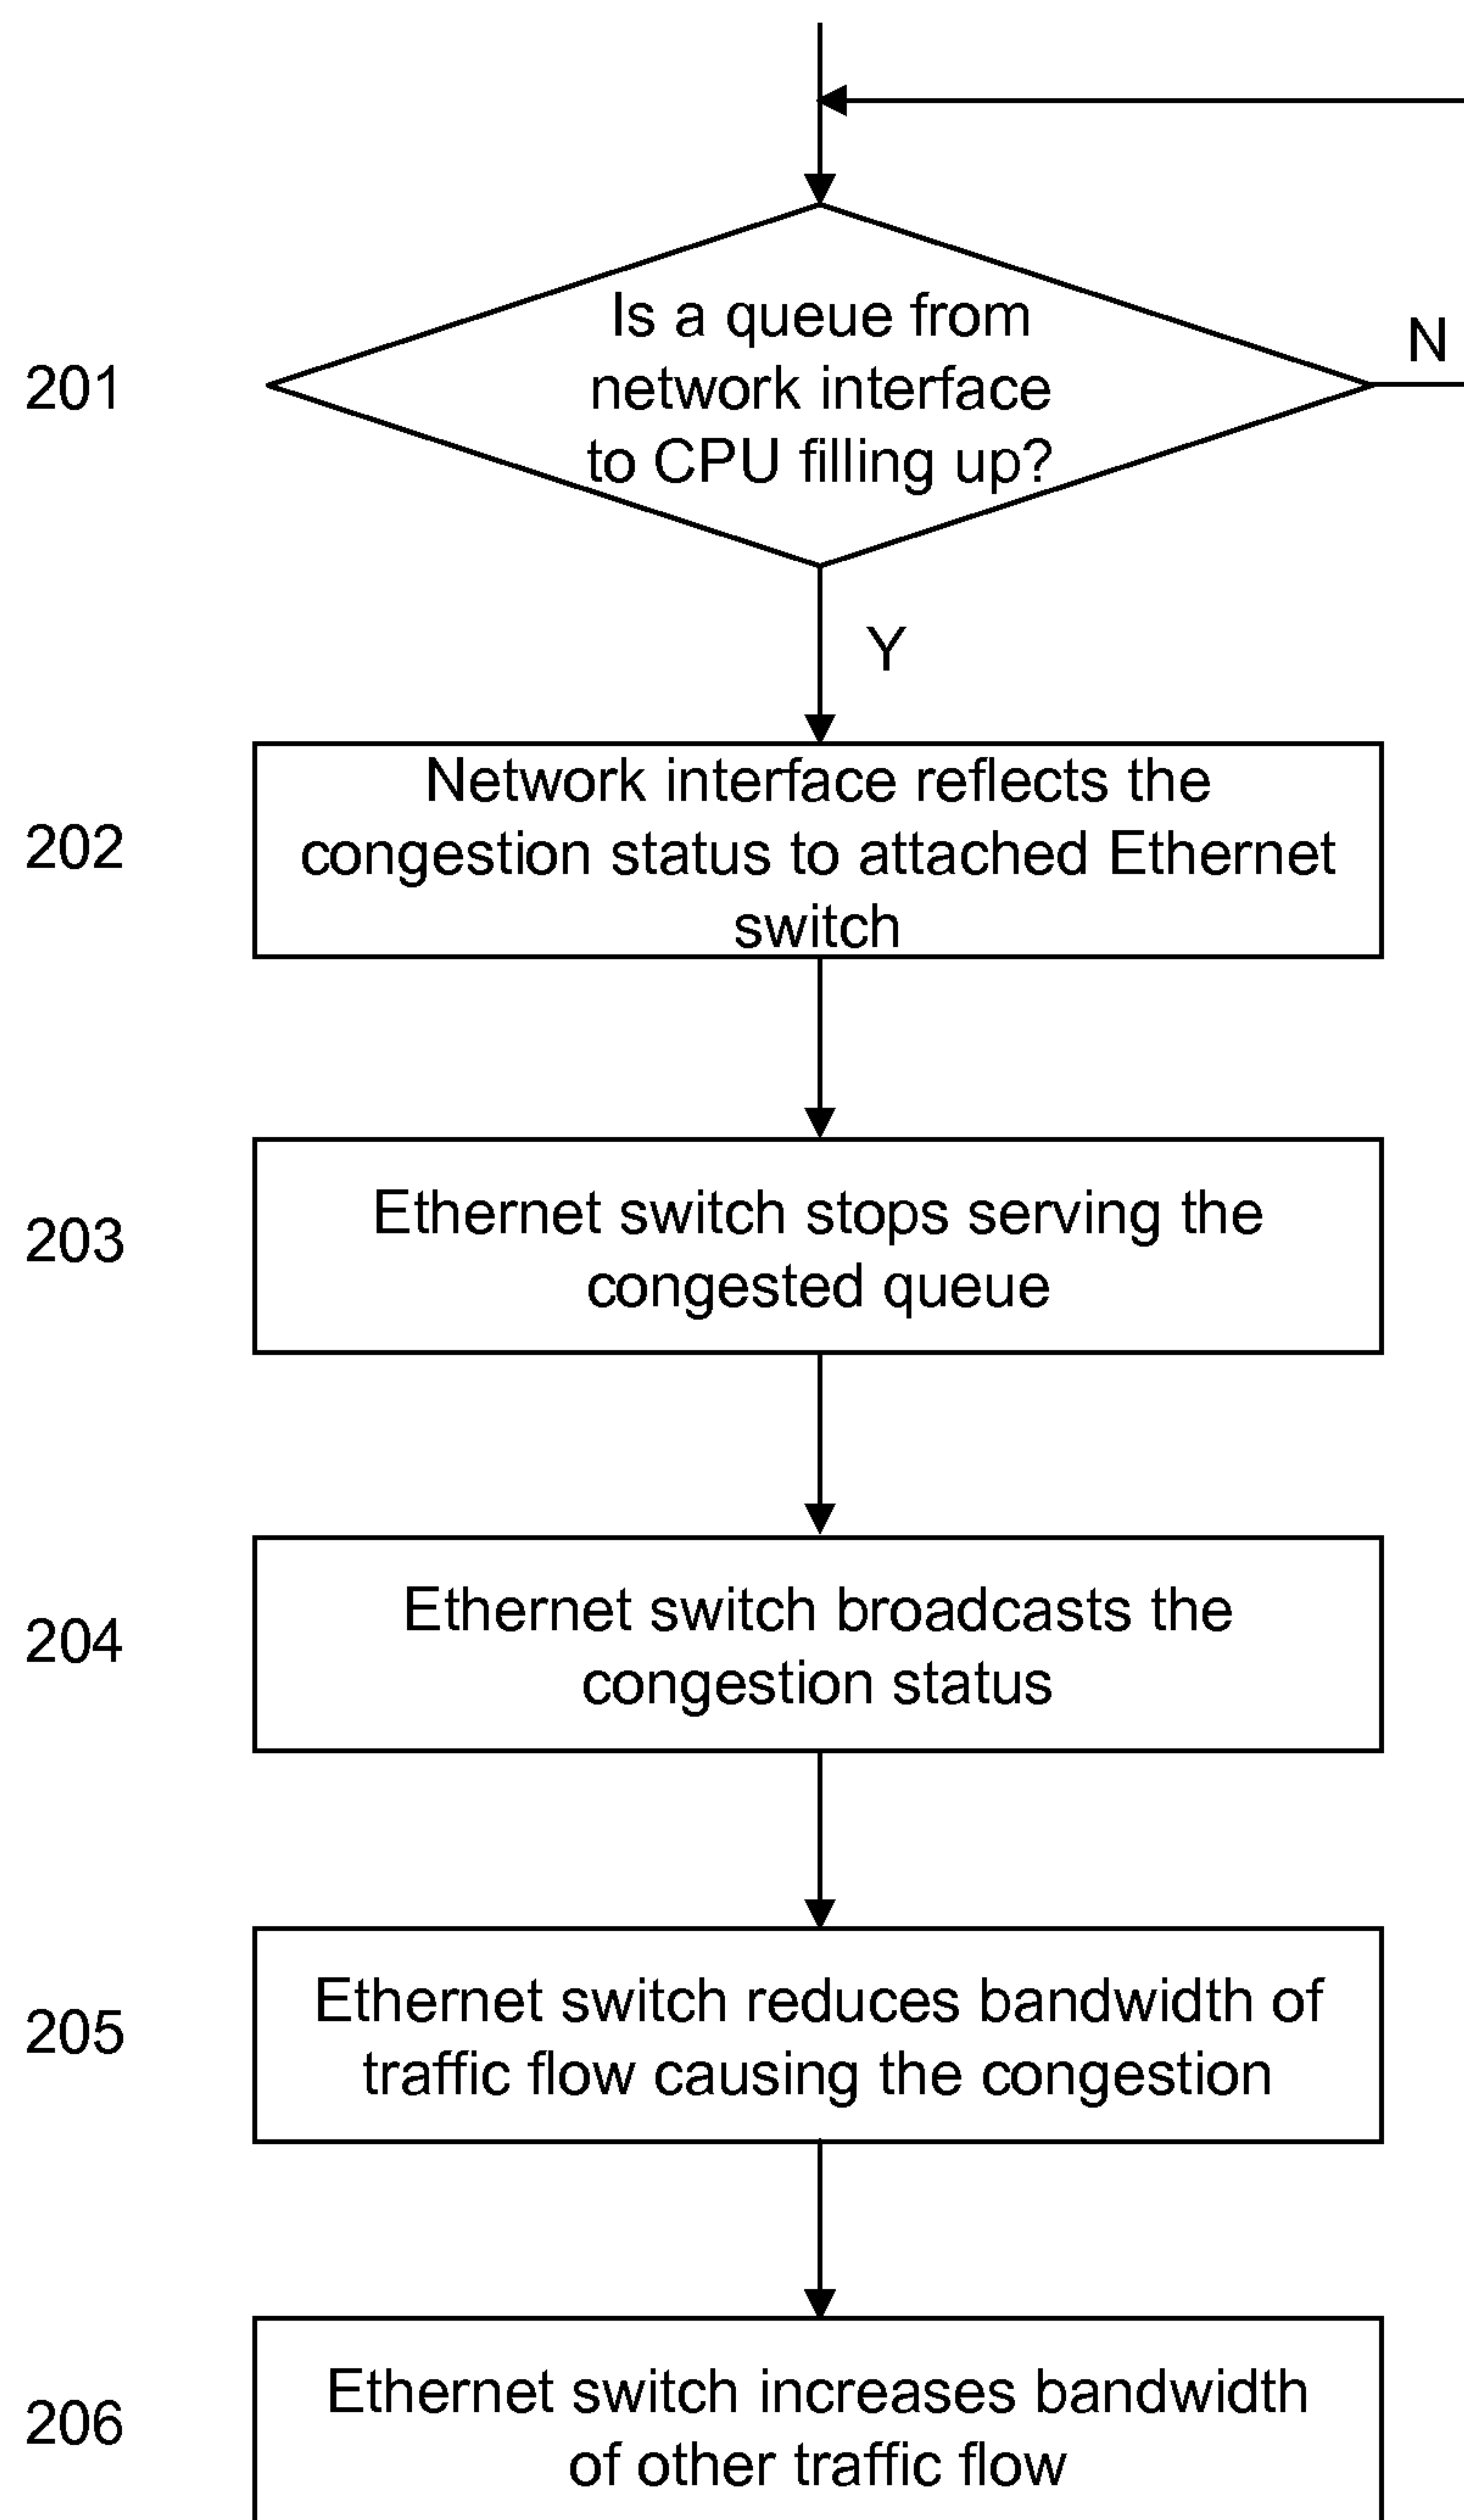 Is a queue from
network interface
to CPU filling up?
201
N
Y
Network interface reflects the
congestion status to attached Ethernet
switch
202
Ethernet switch stops serving the
congested queue
203
Ethernet switch broadcasts the
congestion status
204
Ethernet switch reduces bandwidth of
traffic flow causing the congestion
205
Ethernet switch increases bandwidth
of other traffic flow
206